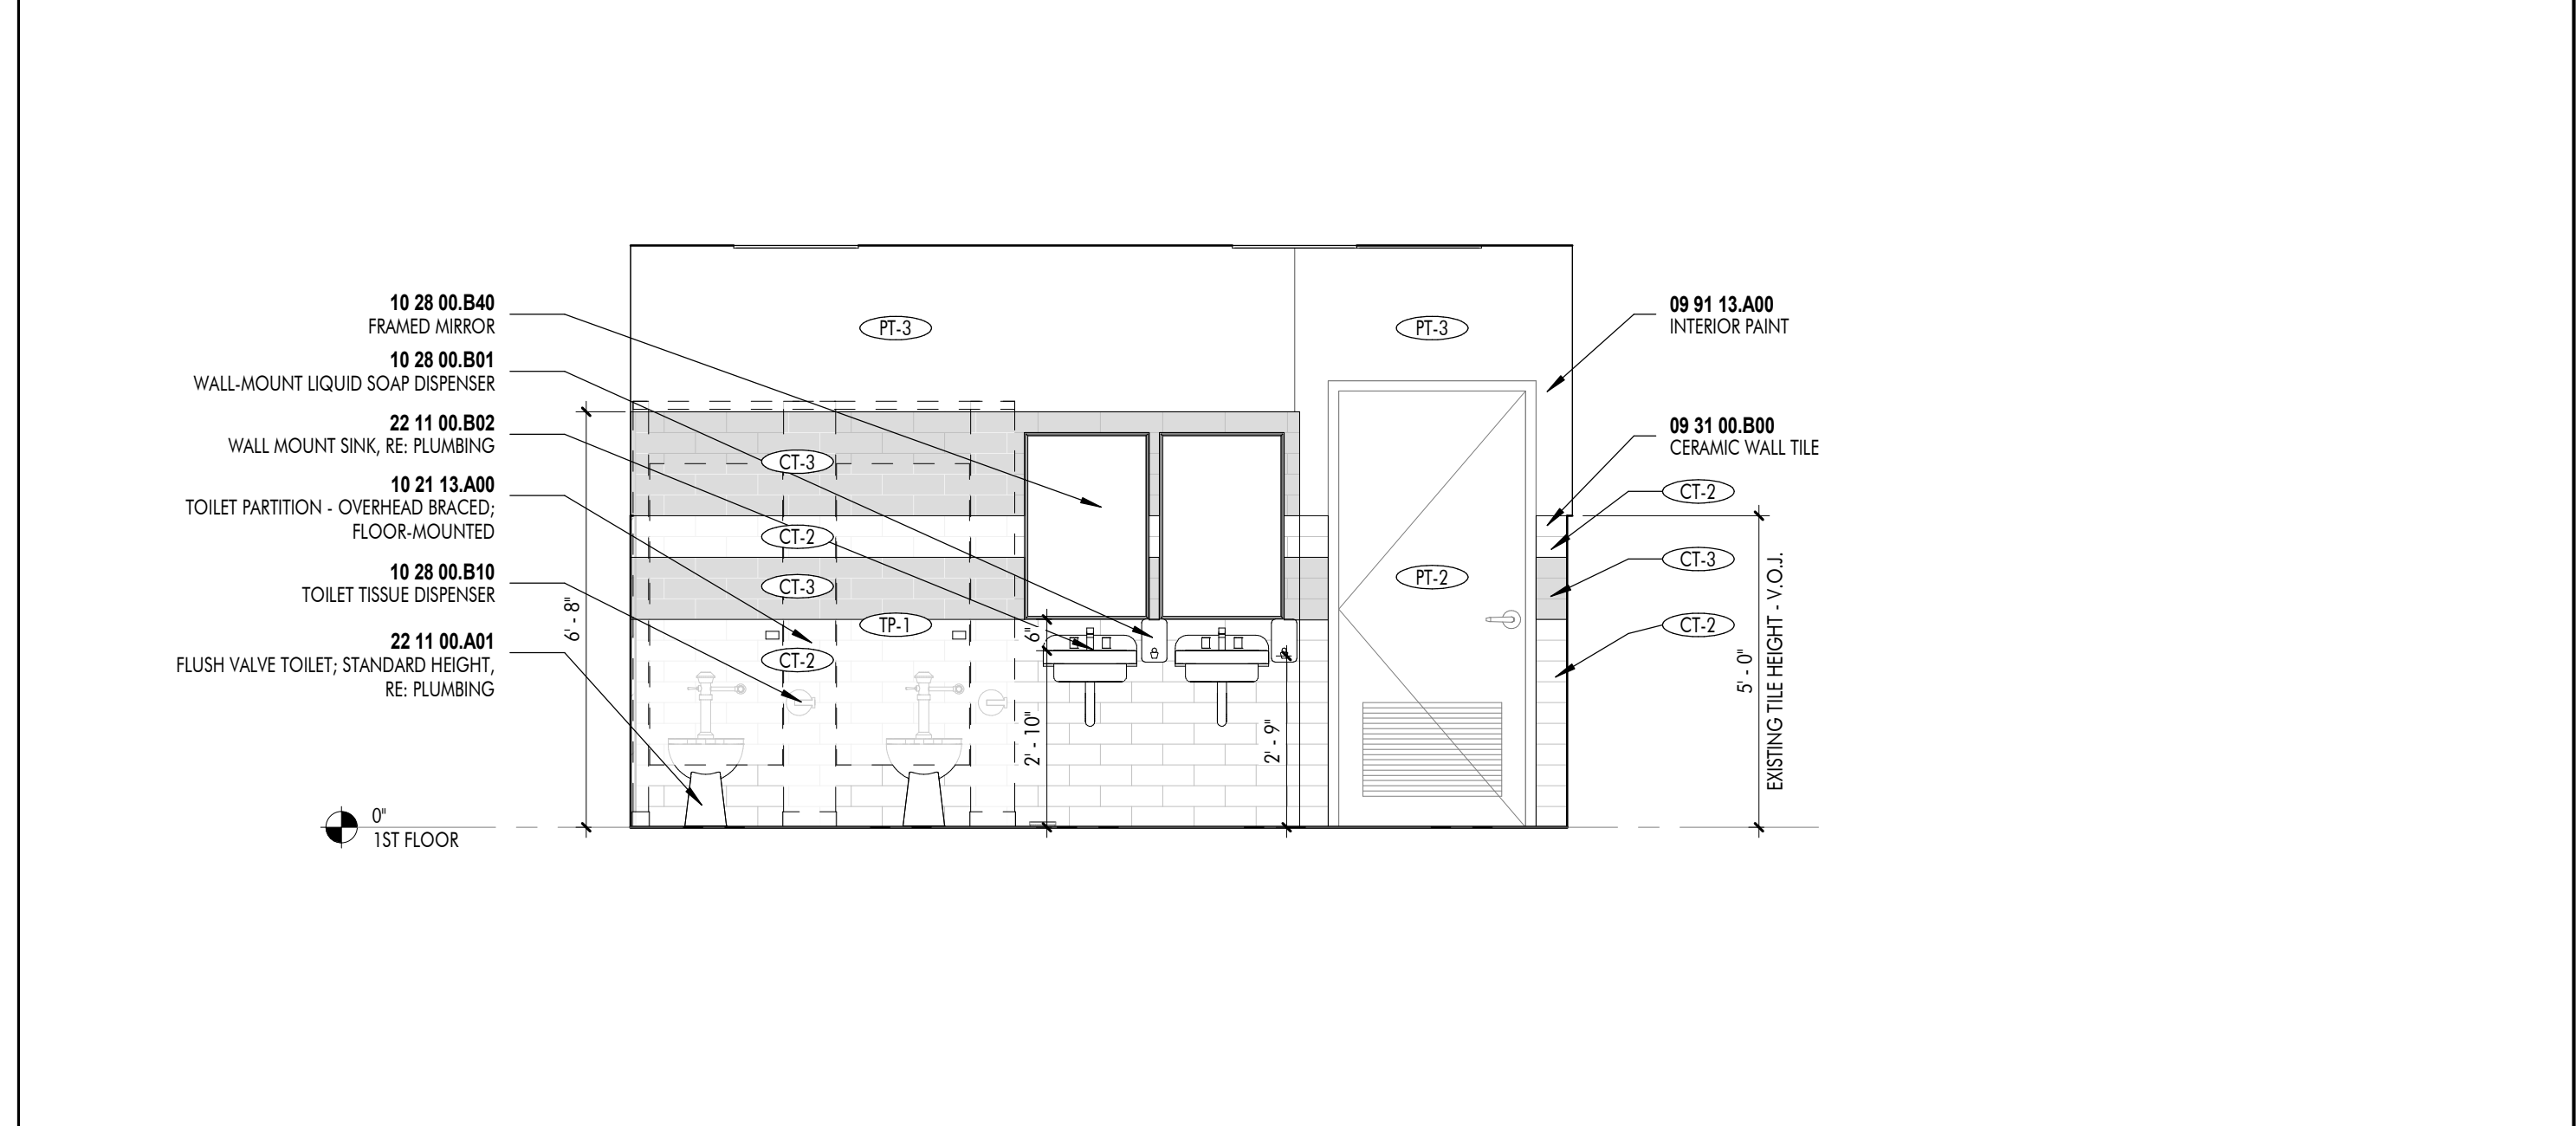 10 28 00.B40
FRAMED MIRROR
10 28 00.B01
WALL-MOUNT LIQUID SOAP DISPENSER
22 11 00.B02
WALL MOUNT SINK, RE: PLUMBING
10 21 13.A00
TOILET PARTITION - OVERHEAD BRACED;
FLOOR-MOUNTED
10 28 00.B10
TOILET TISSUE DISPENSER
22 11 00.A01
FLUSH VALVE TOILET; STANDARD HEIGHT,
RE: PLUMBING
0"
1ST FLOOR
6' - 8"
PT-3
PT-3
CT-3
CT-2
CT-3
TP-1
CT-2
PT-2
6"
2' - 10"
2' - 9"
09 91 13.A00
INTERIOR PAINT
09 31 00.B00
CERAMIC WALL TILE
CT-2
CT-3
CT-2
5' - 0"
EXISTING TILE HEIGHT - V.O.J.